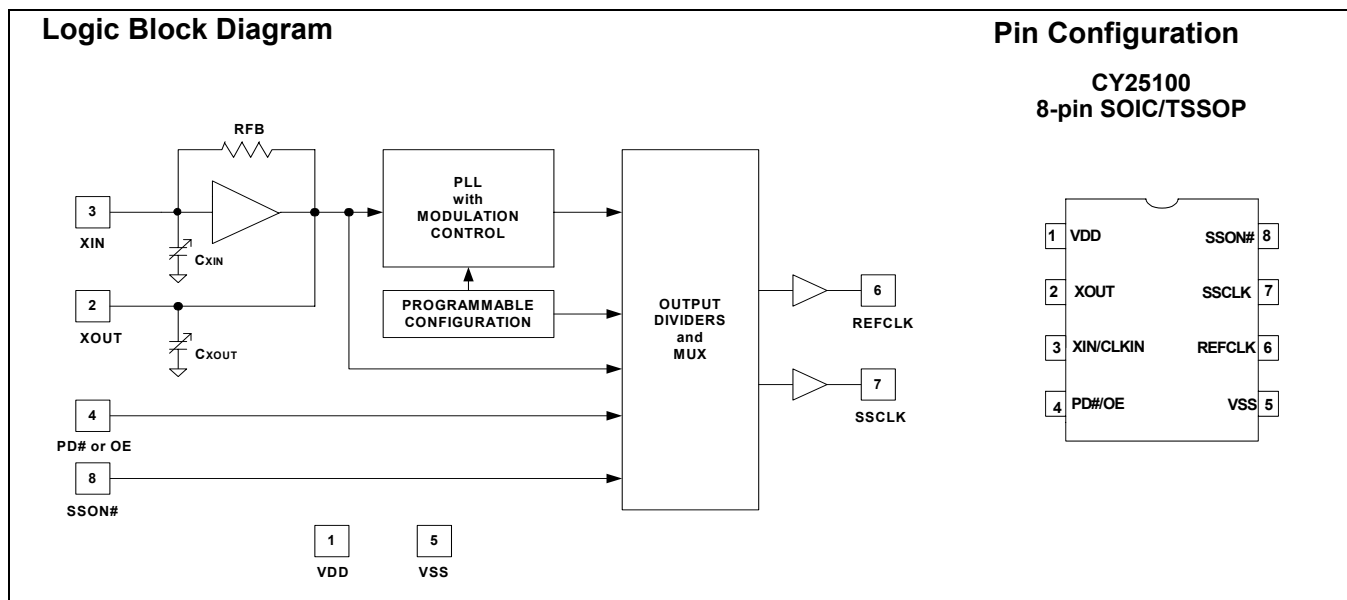 Logic Block Diagram
RFB
3
XIN
CXIN
2
XOUT
CXOUT
4
PD# or OE
8
SSON#
PLL
with
MODULATION
CONTROL
PROGRAMMABLE
CONFIGURATION
OUTPUT
DIVIDERS
and
MUX
6
REFCLK
7
SSCLK
1
VDD
5
VSS
Pin Configuration
CY25100
8-pin SOIC/TSSOP
1 VDD SSON# 8
2 XOUT SSCLK 7
3 XIN/CLKIN REFCLK 6
4 PD#/OE VSS 5